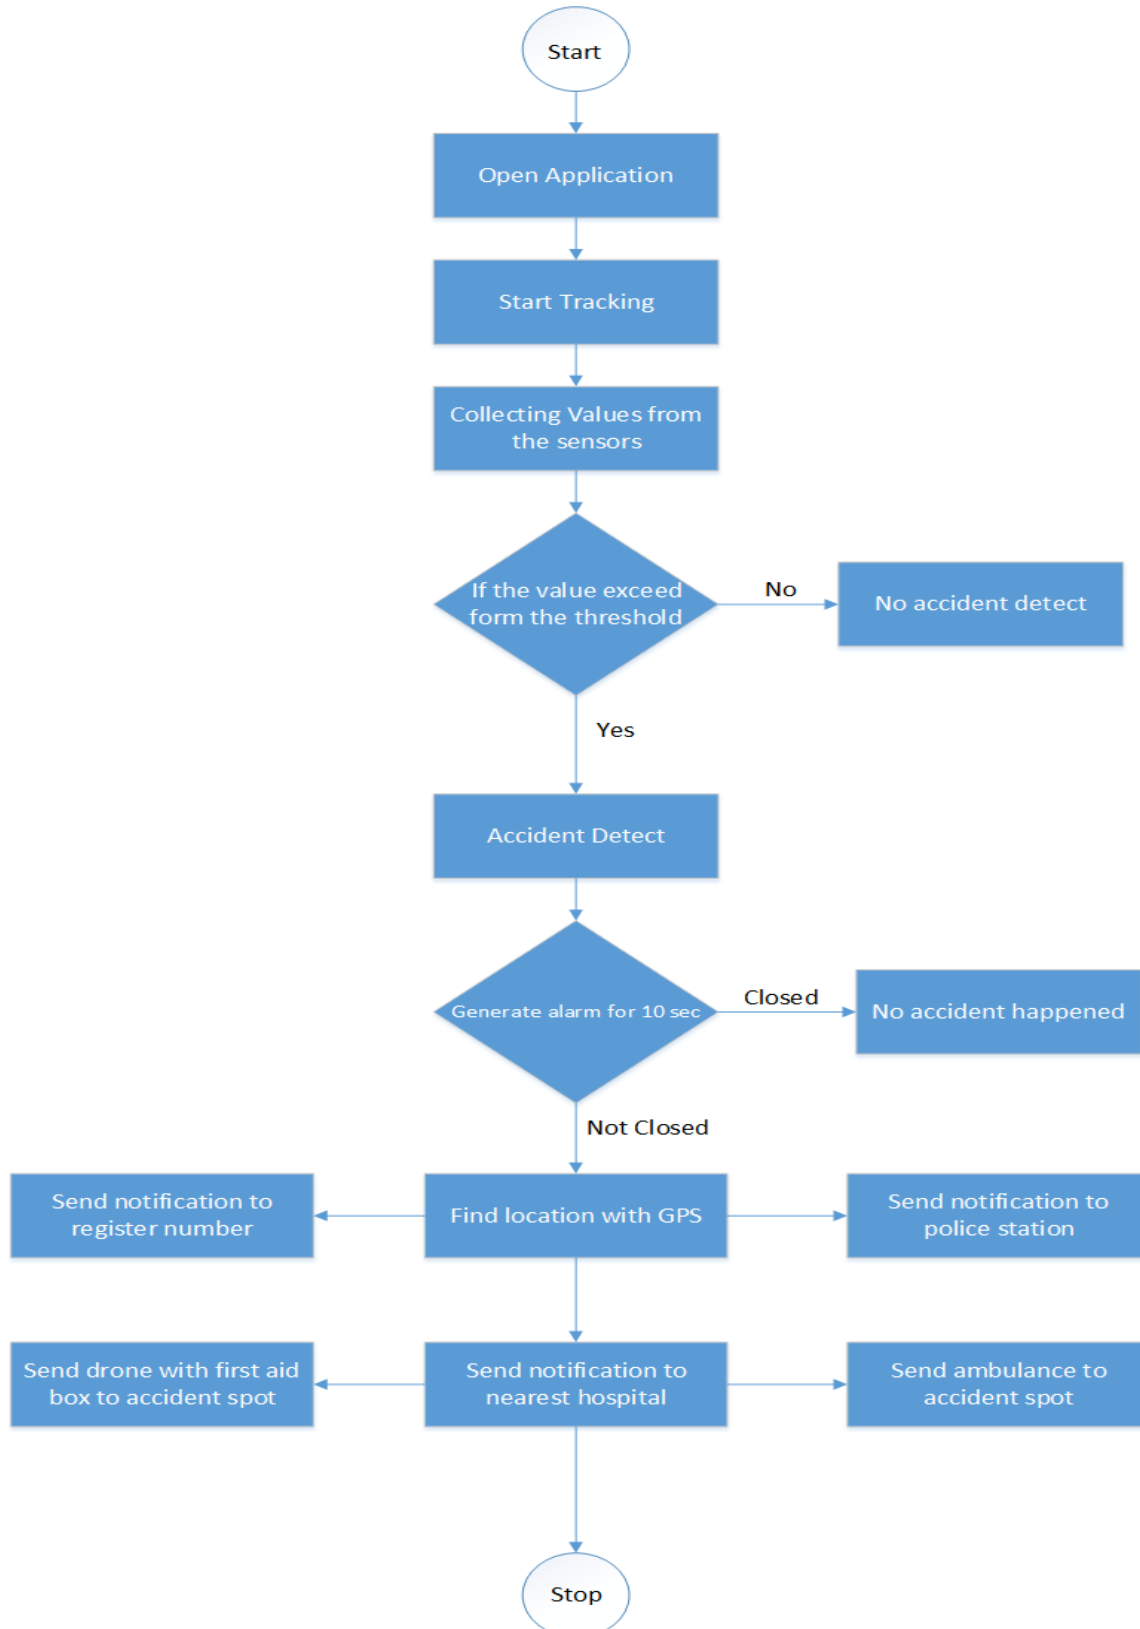 Start
Open Application
Start Tracking
Collecting Values from
the sensors
If the value exceed
form the threshold
No
No accident detect
Yes
Accident Detect
Generate alarm for 10 sec
Closed
No accident happened
Not Closed
Send notification to
register number
Find location with GPS
Send notification to
police station
Send drone with first aid
box to accident spot
Send notification to
nearest hospital
Send ambulance to
accident spot
Stop